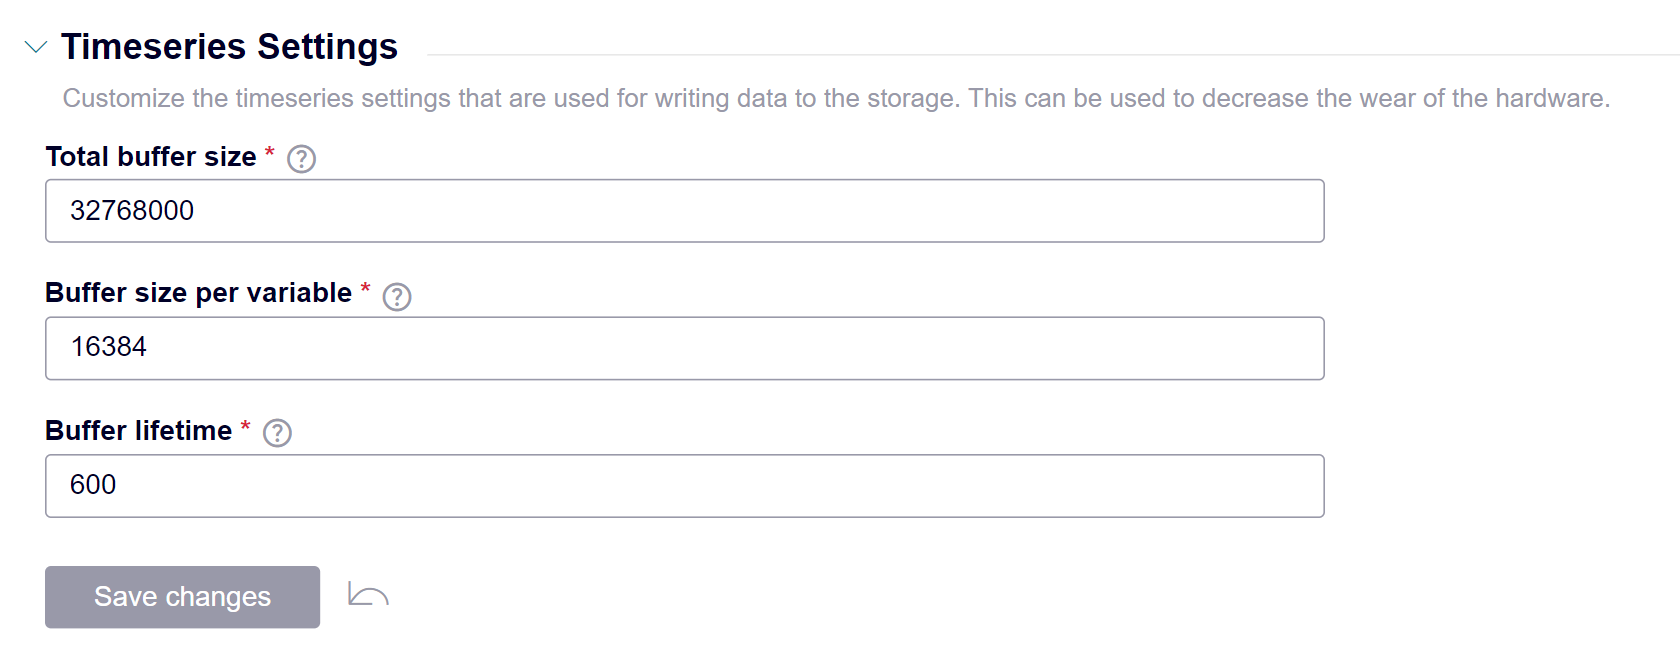 Timeseries Settings
Customize the timeseries settings that are used for writing data to the storage. This can be used to decrease the wear of the hardware.
Total buffer size * ?
32768000
Buffer size per variable * ?
16384
Buffer lifetime * ?
600
Save changes